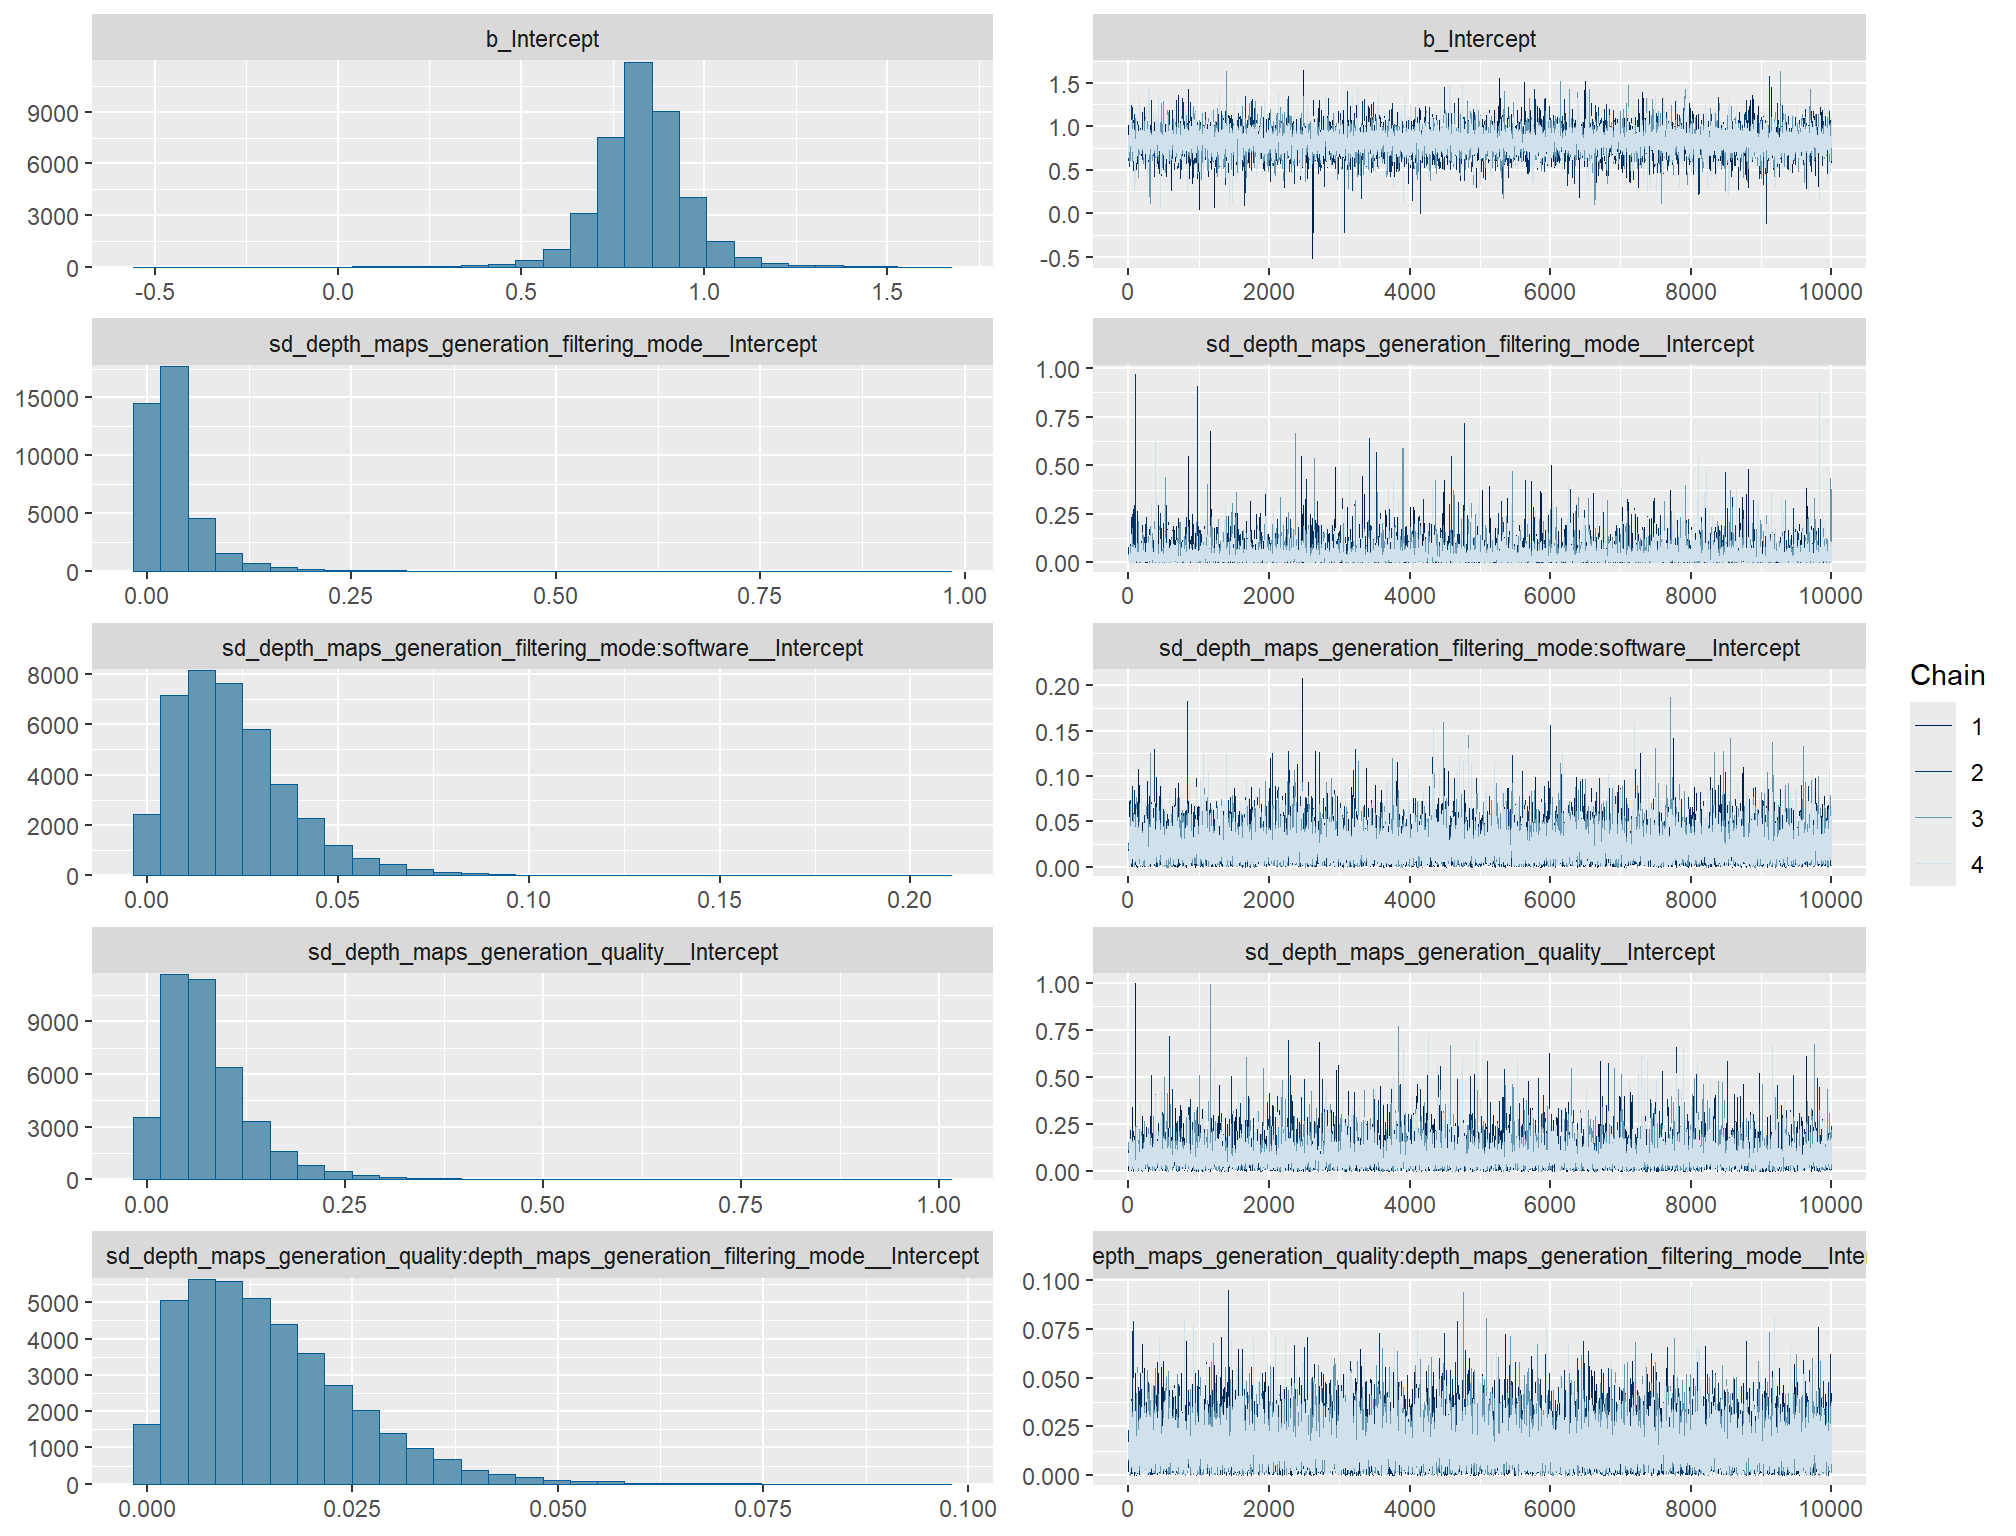 b_Intercept
9000
6000
3000
0
-0.5 0.0 0.5 1.0 1.5
b_Intercept
1.5
1.0
0.5
0.0
-0.5
0 2000 4000 6000 8000 10000
sd_depth_maps_generation_filtering_mode__Intercept
15000
10000
5000
0
0.00 0.25 0.50 0.75 1.00
sd_depth_maps_generation_filtering_mode__Intercept
1.00
0.75
0.50
0.25
0.00
0 2000 4000 6000 8000 10000
sd_depth_maps_generation_filtering_mode:software__Intercept
8000
6000
4000
2000
0
0.00 0.05 0.10 0.15 0.20
sd_depth_maps_generation_filtering_mode:software__Intercept
0.20
0.15
0.10
0.05
0.00
0 2000 4000 6000 8000 10000
sd_depth_maps_generation_quality__Intercept
9000
6000
3000
0
0.00 0.25 0.50 0.75 1.00
sd_depth_maps_generation_quality__Intercept
1.00
0.75
0.50
0.25
0.00
0 2000 4000 6000 8000 10000
sd_depth_maps_generation_quality:depth_maps_generation_filtering_mode__Intercept
5000
4000
3000
2000
1000
0
0.000 0.025 0.050 0.075 0.100
epth_maps_generation_quality:depth_maps_generation_filtering_mode__Inter
0.100
0.075
0.050
0.025
0.000
0 2000 4000 6000 8000 10000
Chain
1
2
3
4